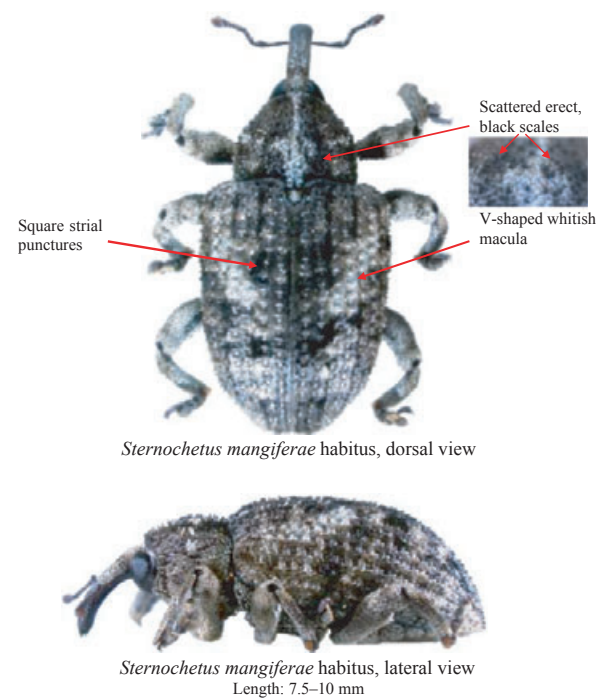 Scattered erect,
black scales
V-shaped whitish
macula
Square strial
punctures
Sternochetus mangiferae habitus, dorsal view
Sternochetus mangiferae habitus, lateral view
Length: 7.5–10 mm